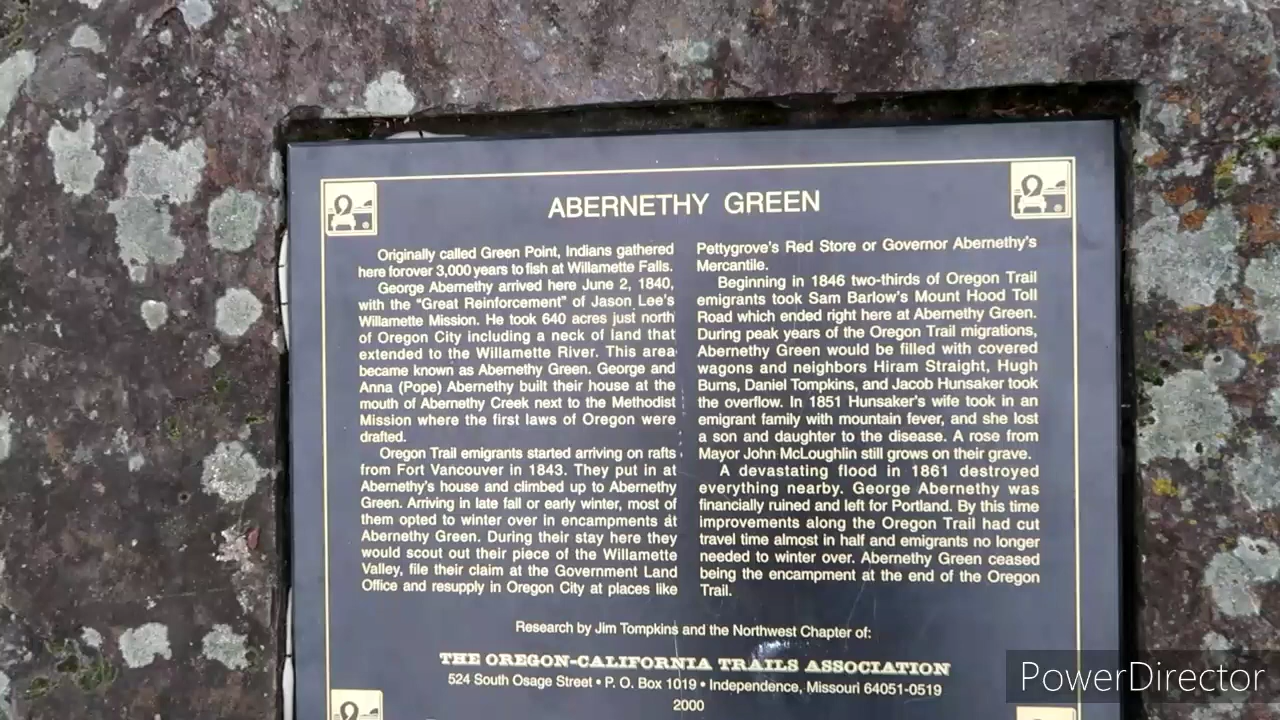 ABERNETHY GREEN
Originally called Green Point, Indians gathered
here forover 3,000 years to fish at Willamette Falls.
George Abernethy arrived here June 2, 1840,
with the "Great Reinforcement" of Jason Lee's
Willamette Mission. He took 640 acres just north
of Oregon City including a neck of land that
extended to the Willamette River. This area
became known as Abernethy Green. George and
Anna (Pope) Abernethy built their house at the
mouth of Abernethy Creek next to the Methodist
Mission where the first laws of Oregon were
drafted.
Oregon Trail emigrants started arriving on rafts
from Fort Vancouver in 1843. They put in at
Abernethy's house and climbed up to Abernethy
Green. Arriving in late fall or early winter, most of
them opted to winter over in encampments at
Abernethy Green. During their stay here they
would scout out their piece of the Willamette
Valley, file their claim at the Government Land
Office and resupply in Oregon City at places like
Pettygrove's Red Store or Governor Abernethy's
Mercantile.
Beginning in 1846 two-thirds of Oregon Trail
emigrants took Sam Barlow's Mount Hood Toll
Road which ended right here at Abernethy Green.
During peak years of the Oregon Trail migrations,
Abernethy Green would be filled with covered
wagons and neighbors Hiram Straight, Hugh
Burns, Daniel Tompkins, and Jacob Hunsaker took
the overflow. In 1851 Hunsaker's wife took in an
emigrant family with mountain fever, and she lost
a son and daughter to the disease. A rose from
Mayor John McLoughlin still grows on their grave.
A devastating flood in 1861 destroyed
everything nearby. George Abernethy was
financially ruined and left for Portland. By this time
improvements along the Oregon Trail had cut
travel time almost in half and emigrants no longer
needed to winter over. Abernethy Green ceased
being the encampment at the end of the Oregon
Trail.
Research by Jim Tompkins and the Northwest Chapter of:
THE OREGON-CALIFORNIA TRAILS ASSOCIATION
524 South Osage Street • P. O. Box 1019 • Independence, Missouri 64051-0519
2000
PowerDirector